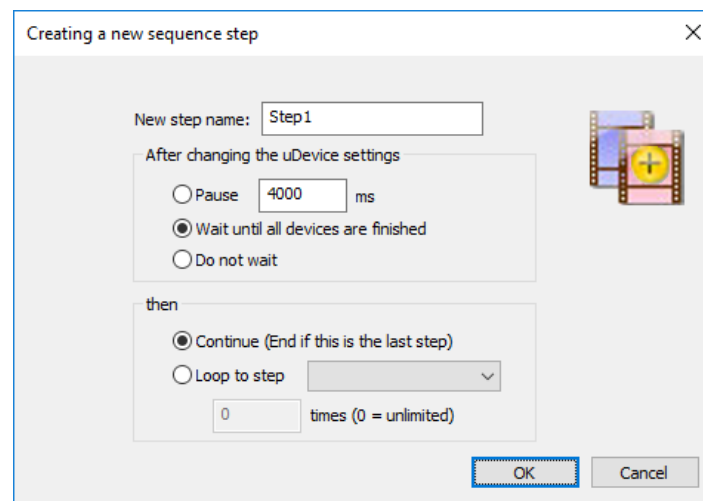 Creating a new sequence step
New step name: Step1
After changing the uDevice settings
Pause 4000 ms
Wait until all devices are finished
Do not wait
then
Continue (End if this is the last step)
Loop to step
0 times (0 = unlimited)
OK Cancel